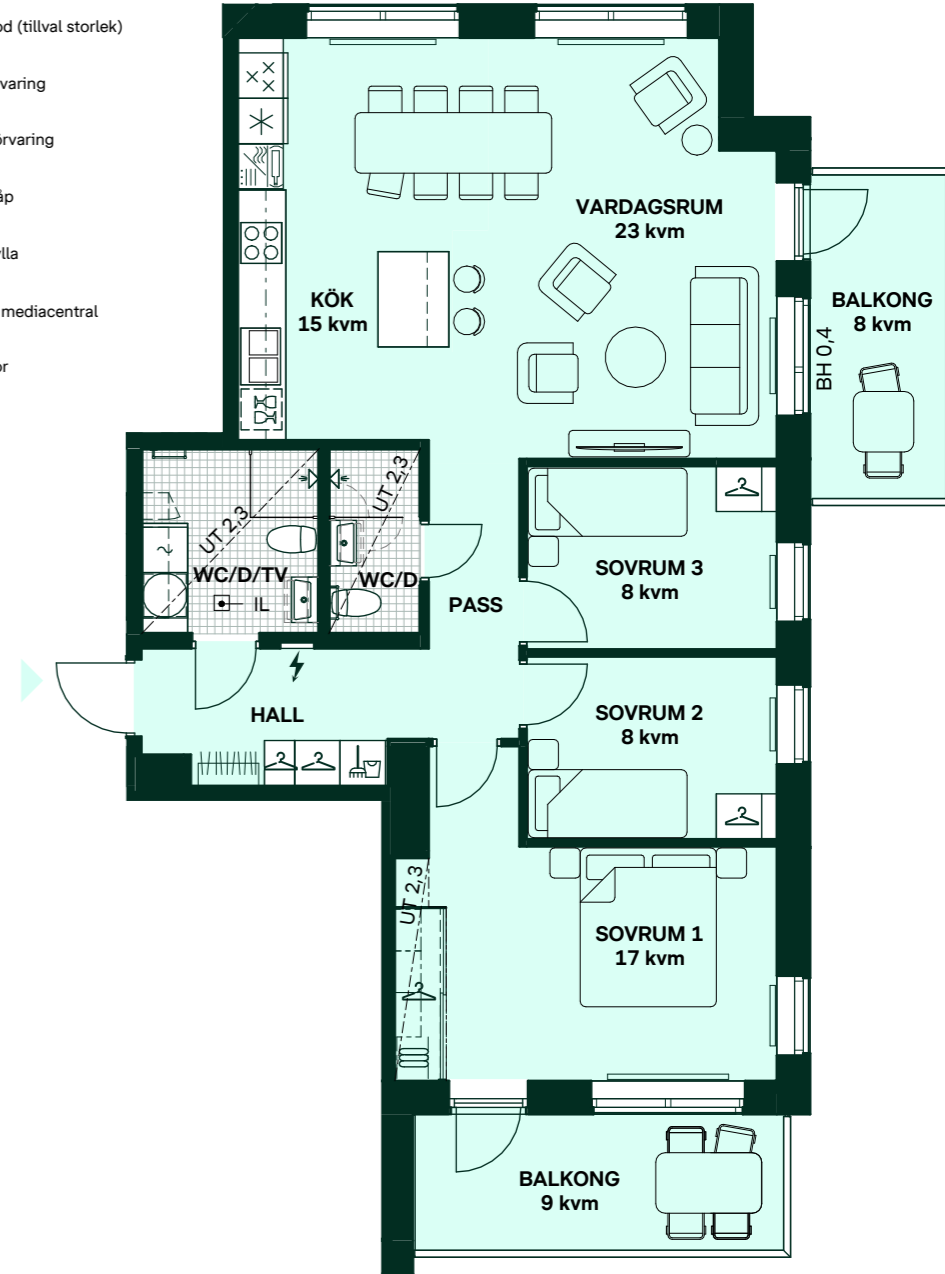 od (tillval storlek)
varing
örvaring
åp
lla
mediacentral
or
VARDAGSRUM
23 kvm
KÖK
15 kvm
BALKONG
8 kvm
BH 0,4
UT 2,3
UT 2,3
WC/D/TV
IL
WC/D
PASS
SOVRUM 3
8 kvm
HALL
SOVRUM 2
8 kvm
UT 2,3
SOVRUM 1
17 kvm
BALKONG
9 kvm